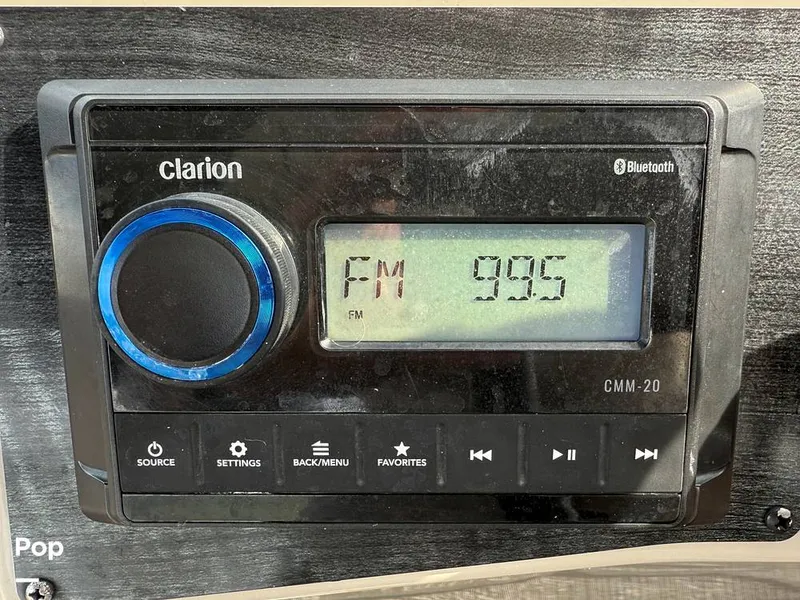 clarion
Bluetooth
FM 99.5
FM
CMM-20
SOURCE SETTINGS BACK/MENU FAVORITES
Pop